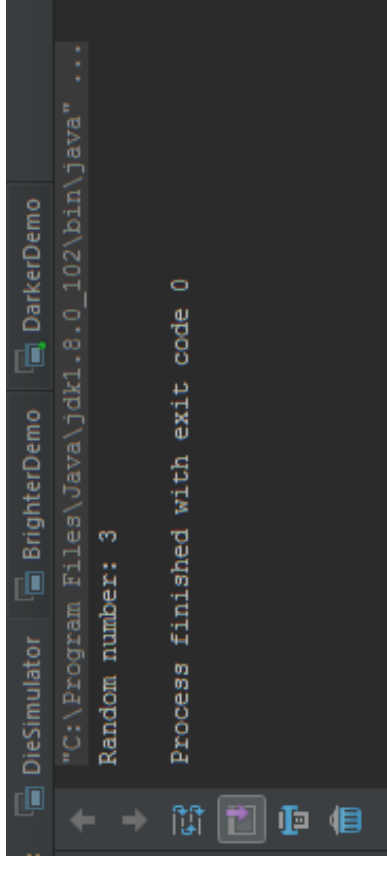 DieSimulator BrighterDemo DarkerDemo
"C:\Program Files\Java\jdk1.8.0_102\bin\java" ...
Random number: 3
Process finished with exit code 0